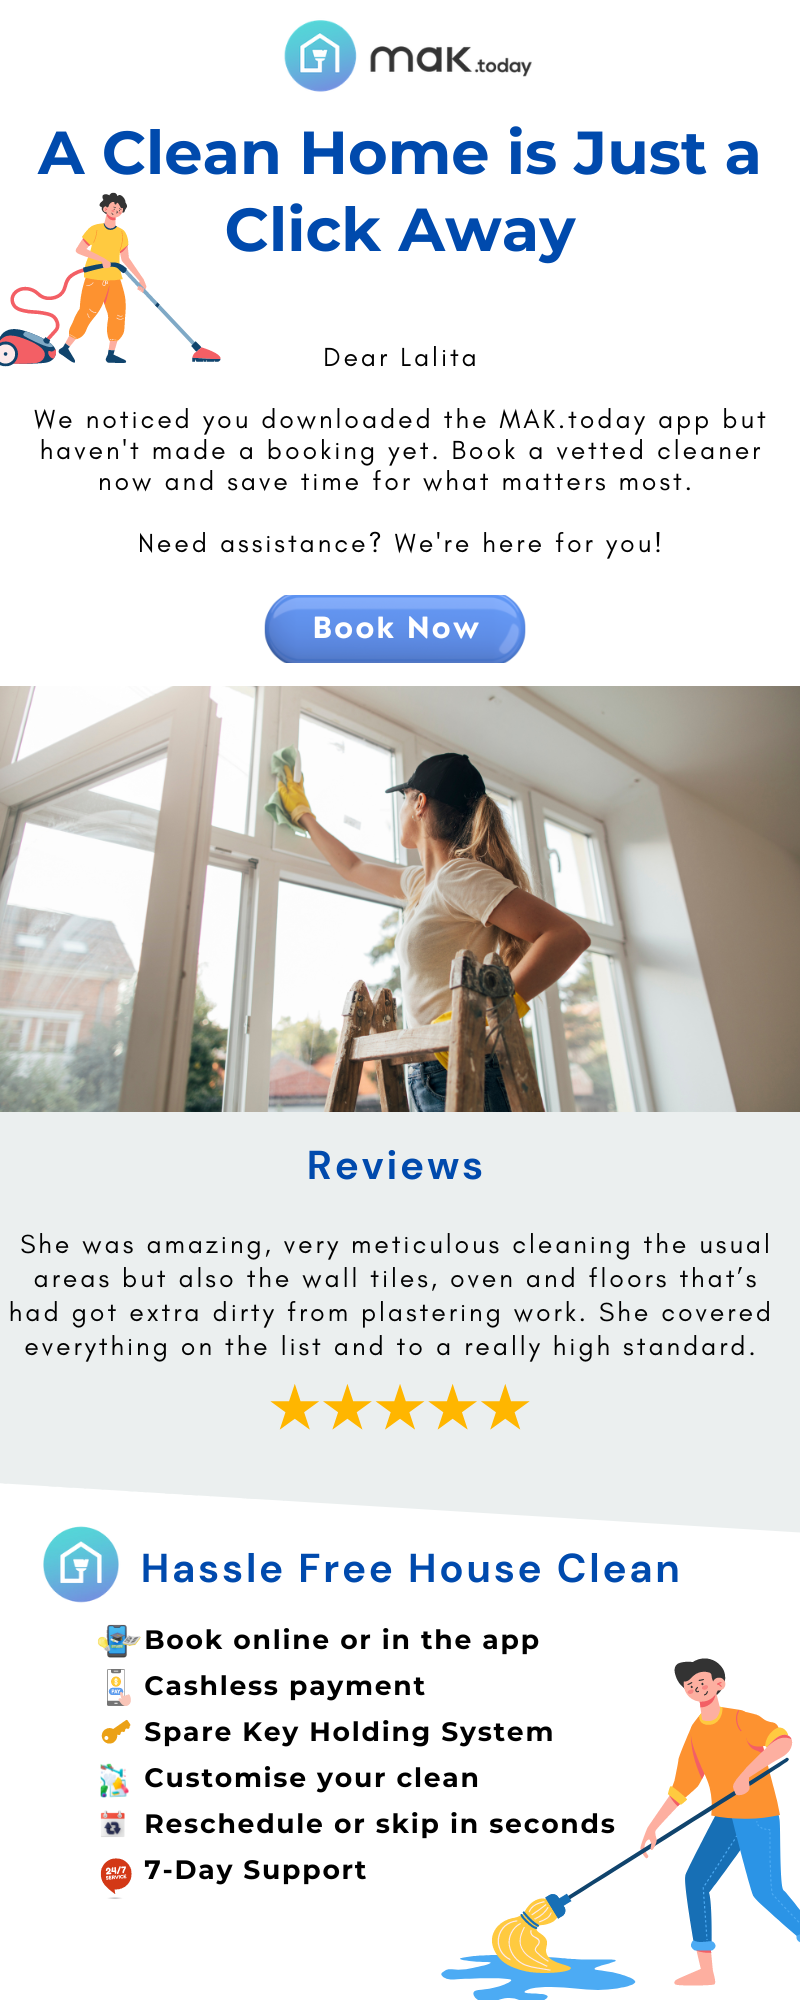 mak.today
A Clean Home is Just a
Click Away
Dear Lalita
We noticed you downloaded the MAK.today app but
haven't made a booking yet. Book a vetted cleaner
now and save time for what matters most.
Need assistance? We're here for you!
Book Now
Reviews
She was amazing, very meticulous cleaning the usual
areas but also the wall tiles, oven and floors that’s
had got extra dirty from plastering work. She covered
everything on the list and to a really high standard.
Hassle Free House Clean
Book online or in the app
Cashless payment
PAY
Spare Key Holding System
Customise your clean
Reschedule or skip in seconds
24/7
SERVICE
7-Day Support